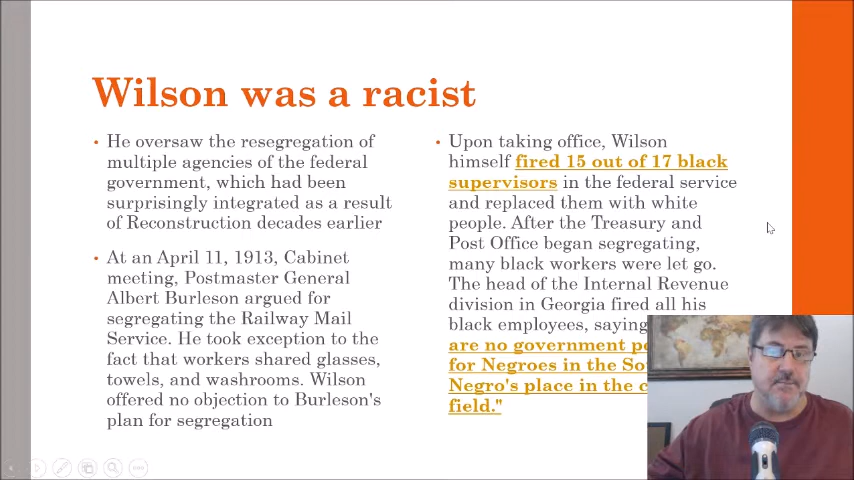 Wilson was a racist
• He oversaw the resegregation of
multiple agencies of the federal
government, which had been
surprisingly integrated as a result
of Reconstruction decades earlier
• At an April 11, 1913, Cabinet
meeting, Postmaster General
Albert Burleson argued for
segregating the Railway Mail
Service. He took exception to the
fact that workers shared glasses,
towels, and washrooms. Wilson
offered no objection to Burleson's
plan for segregation
• Upon taking office, Wilson
himself fired 15 out of 17 black
supervisors in the federal service
and replaced them with white
people. After the Treasury and
Post Office began segregating,
many black workers were let go.
The head of the Internal Revenue
division in Georgia fired all his
black employees, saying
are no government
for Negroes in the
Negro's place in the
field."